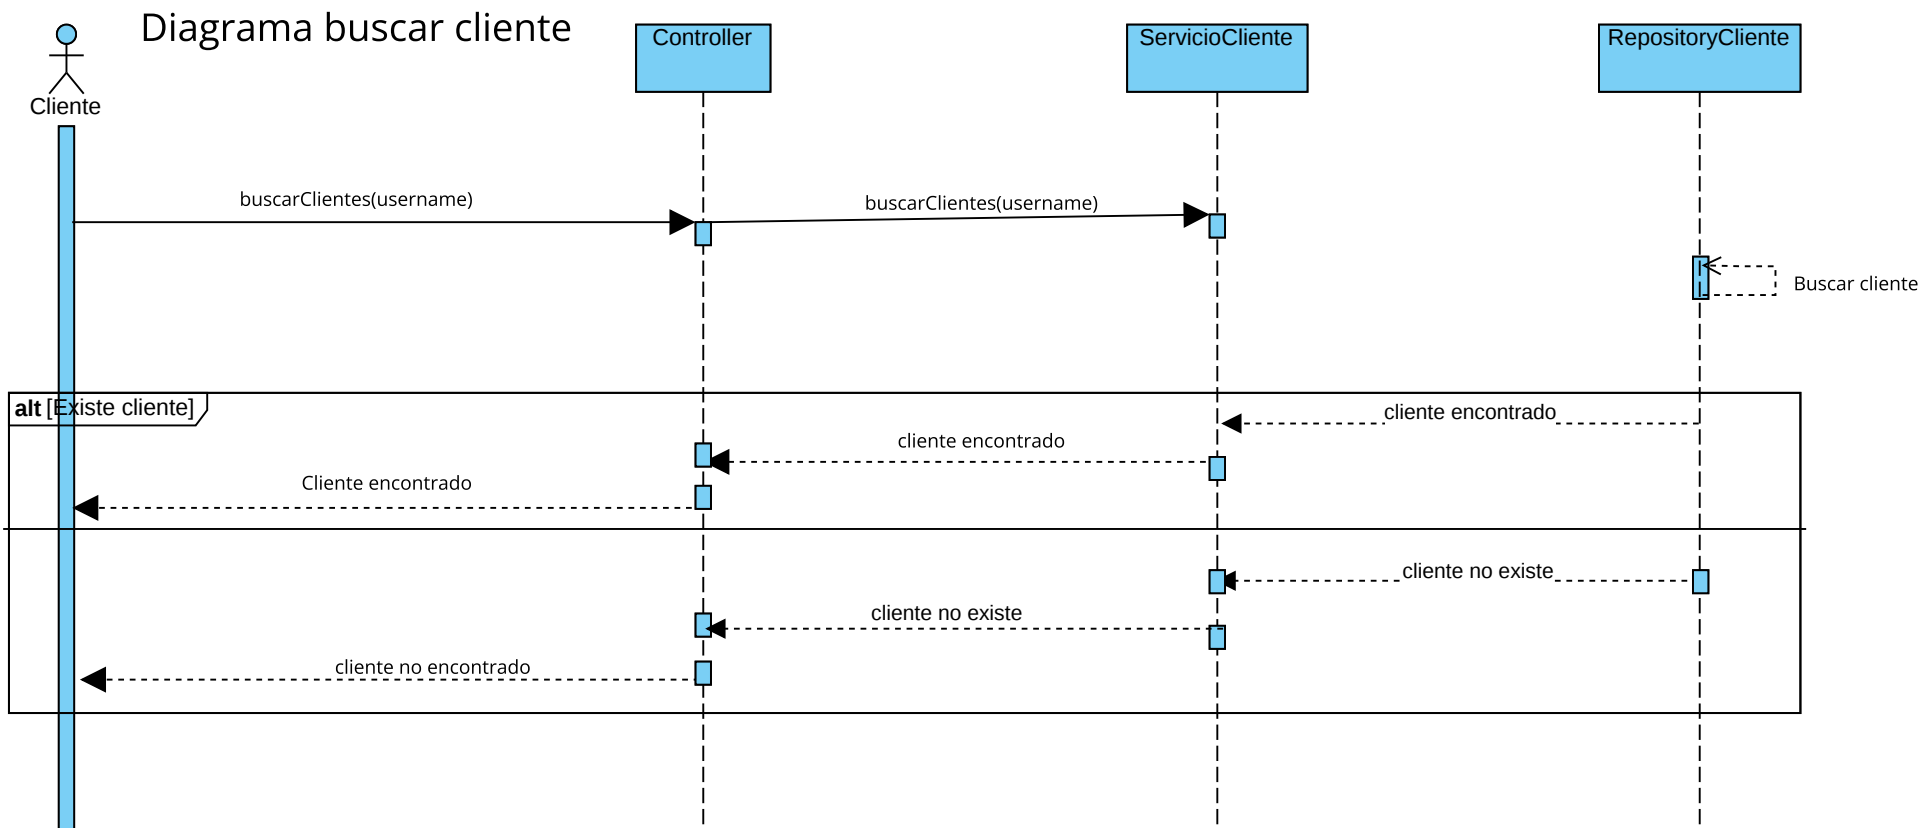 Diagrama buscar cliente
Cliente
Controller
ServicioCliente
RepositoryCliente
buscarClientes(username)
buscarClientes(username)
Buscar cliente
alt [Existe cliente]
cliente encontrado
cliente encontrado
Cliente encontrado
cliente no existe
cliente no existe
cliente no encontrado